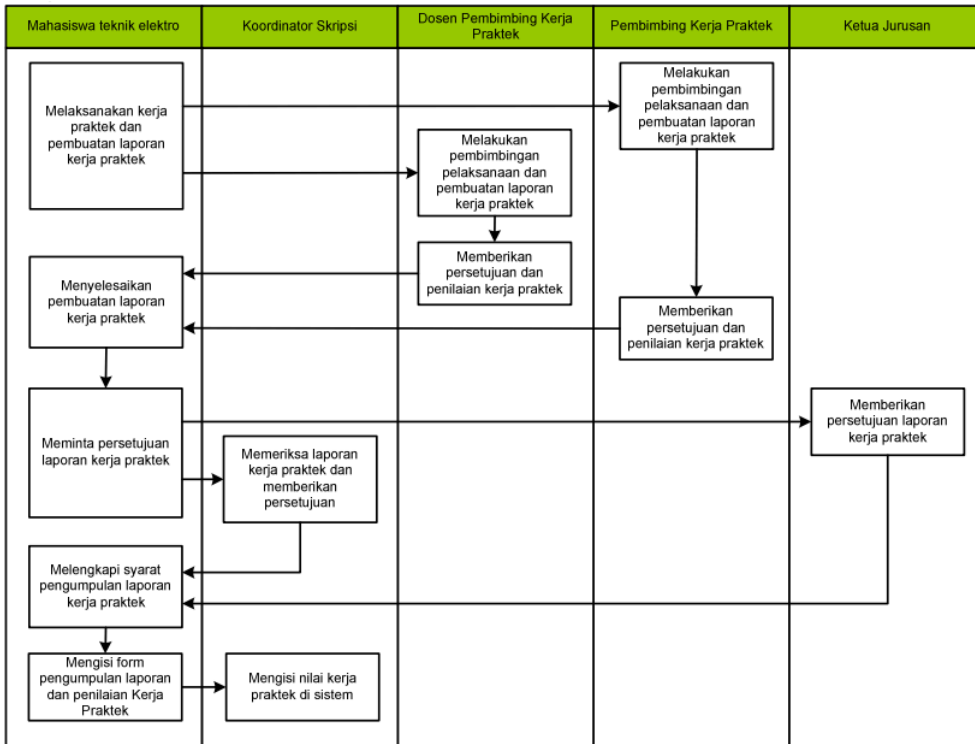 Mahasiswa teknik elektro
Koordinator Skripsi
Dosen Pembimbing Kerja
Praktek
Pembimbing Kerja Praktek
Ketua Jurusan
Melaksanakan kerja
praktek dan
pembuatan laporan
kerja praktek
Melakukan
pembimbingan
pelaksanaan dan
pembuatan laporan
kerja praktek
Melakukan
pembimbingan
pelaksanaan dan
pembuatan laporan
kerja praktek
Memberikan
persetujuan dan
penilaian kerja praktek
Menyelesaikan
pembuatan laporan
kerja praktek
Memberikan
persetujuan dan
penilaian kerja praktek
Meminta persetujuan
laporan kerja praktek
Memberikan
persetujuan laporan
kerja praktek
Memeriksa laporan
kerja praktek dan
memberikan
persetujuan
Melengkapi syarat
pengumpulan laporan
kerja praktek
Mengisi form
pengumpulan laporan
dan penilaian Kerja
Praktek
Mengisi nilai kerja
praktek di sistem